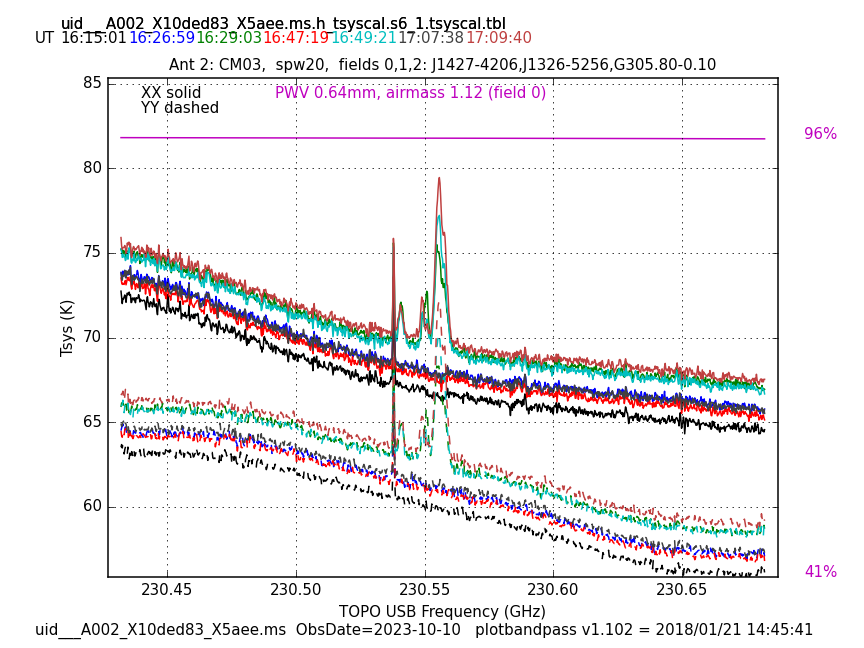 uid___A002_X10ded83_X5aee.ms.h_tsyscal.s6_1.tsyscal.tbl
UT 16:15:01 16:26:59 16:29:03 16:47:19 16:49:21 17:07:38 17:09:40
Ant 2: CM03,  spw20,  fields 0,1,2: J1427-4206,J1326-5256,G305.80-0.10
XX solid
YY dashed
PWV 0.64mm, airmass 1.12 (field 0)
96%
41%
85
80
75
70
65
60
Tsys (K)
230.45 230.50 230.55 230.60 230.65
TOPO USB Frequency (GHz)
uid___A002_X10ded83_X5aee.ms  ObsDate=2023-10-10   plotbandpass v1.102 = 2018/01/21 14:45:41